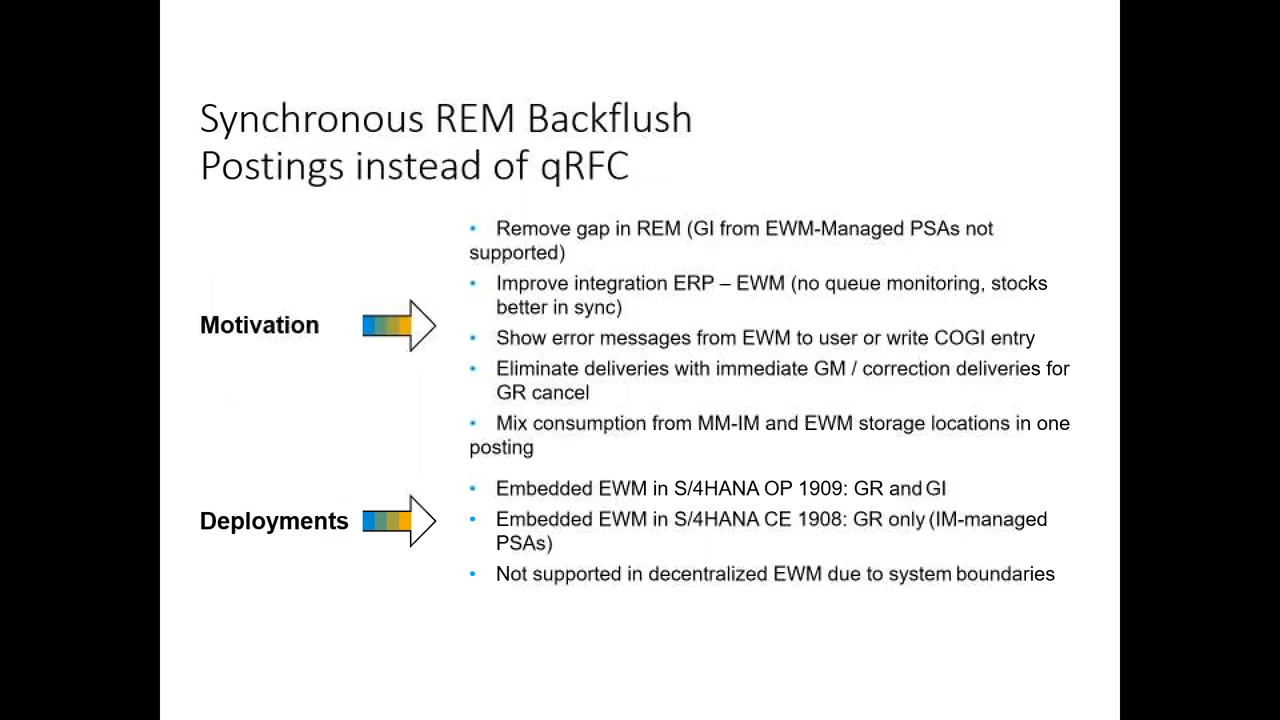 Synchronous REM Backflush
Postings instead of qRFC
Motivation
• Remove gap in REM (GI from EWM-Managed PSAs not
supported)
• Improve integration ERP – EWM (no queue monitoring, stocks
better in sync)
• Show error messages from EWM to user or write COGI entry
• Eliminate deliveries with immediate GM / correction deliveries for
GR cancel
• Mix consumption from MM-IM and EWM storage locations in one
posting
Deployments
• Embedded EWM in S/4HANA OP 1909: GR and GI
• Embedded EWM in S/4HANA CE 1908: GR only (IM-managed
PSAs)
• Not supported in decentralized EWM due to system boundaries